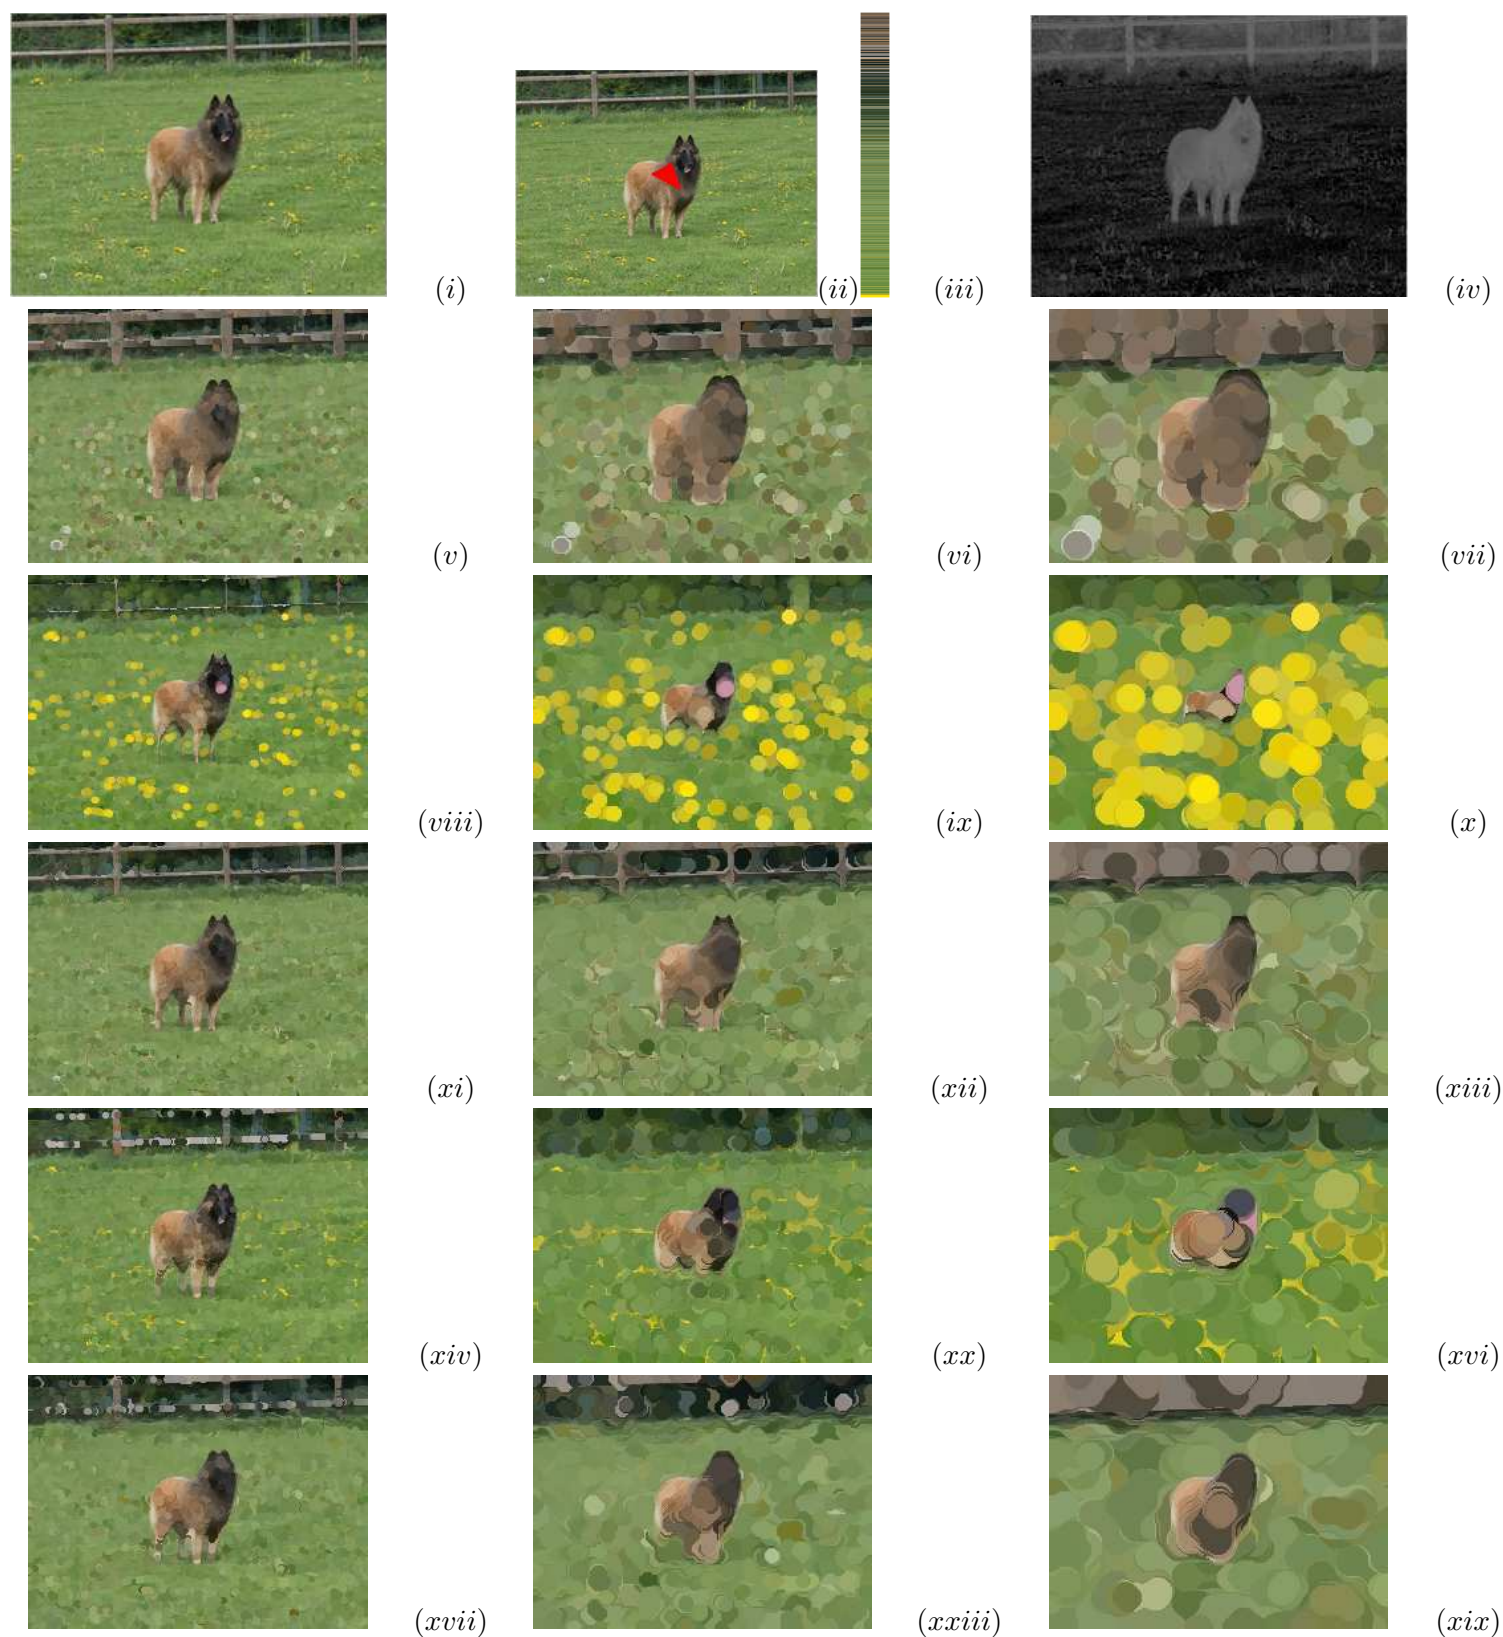 (i) (ii) (iii) (iv)
(v) (vi) (vii)
(viii) (ix) (x)
(xi) (xii) (xiii)
(xiv) (xx) (xvi)
(xvii) (xxiii) (xix)